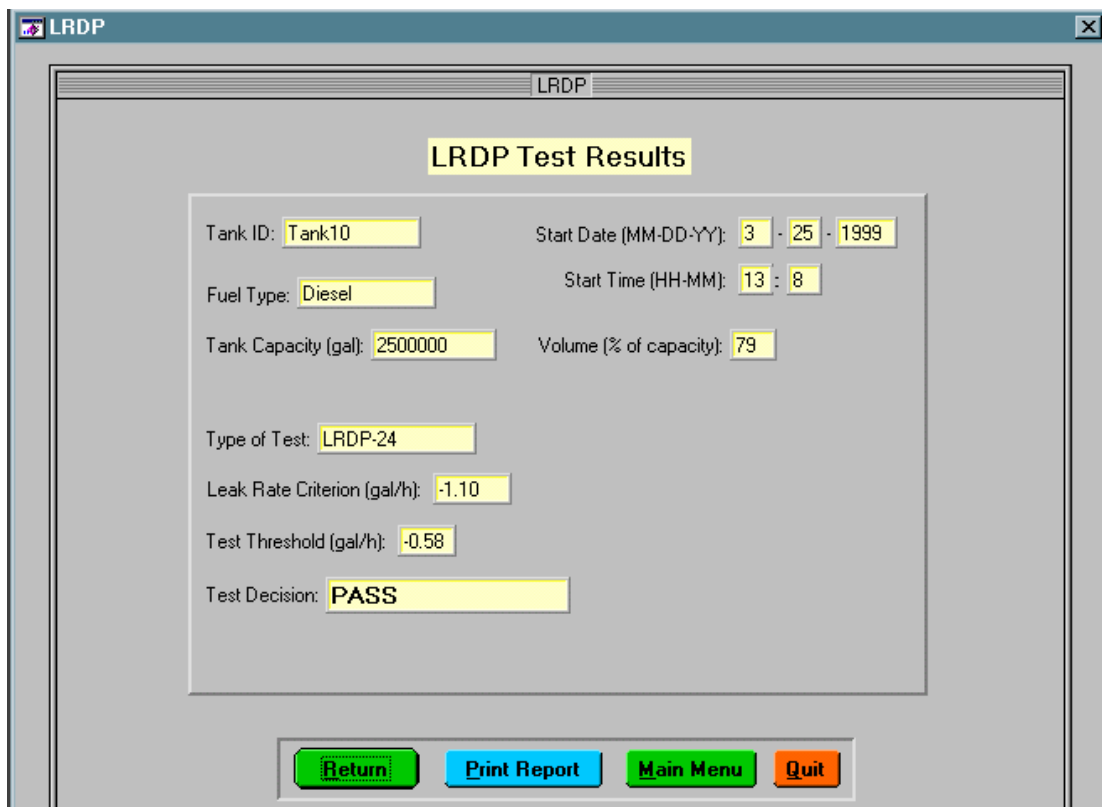 LRDP
LRDP
LRDP Test Results
Tank ID: Tank10 Start Date (MM-DD-YY): 3 - 25 - 1999
Start Time (HH-MM): 13 : 8
Fuel Type: Diesel
Tank Capacity (gal): 2500000 Volume (% of capacity): 79
Type of Test: LRDP-24
Leak Rate Criterion (gal/h): -1.10
Test Threshold (gal/h): -0.58
Test Decision: PASS
Return Print Report Main Menu Quit